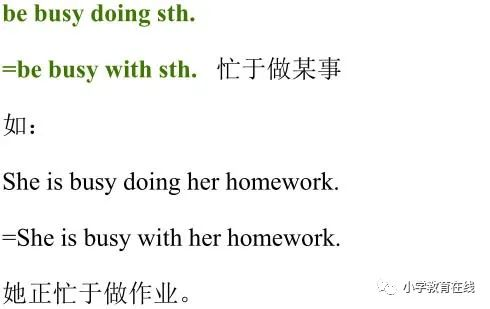 be busy doing sth.
=be busy with sth. 忙于做某事
如：
She is busy doing her homework.
=She is busy with her homework.
她正忙于做作业。
小学教育在线